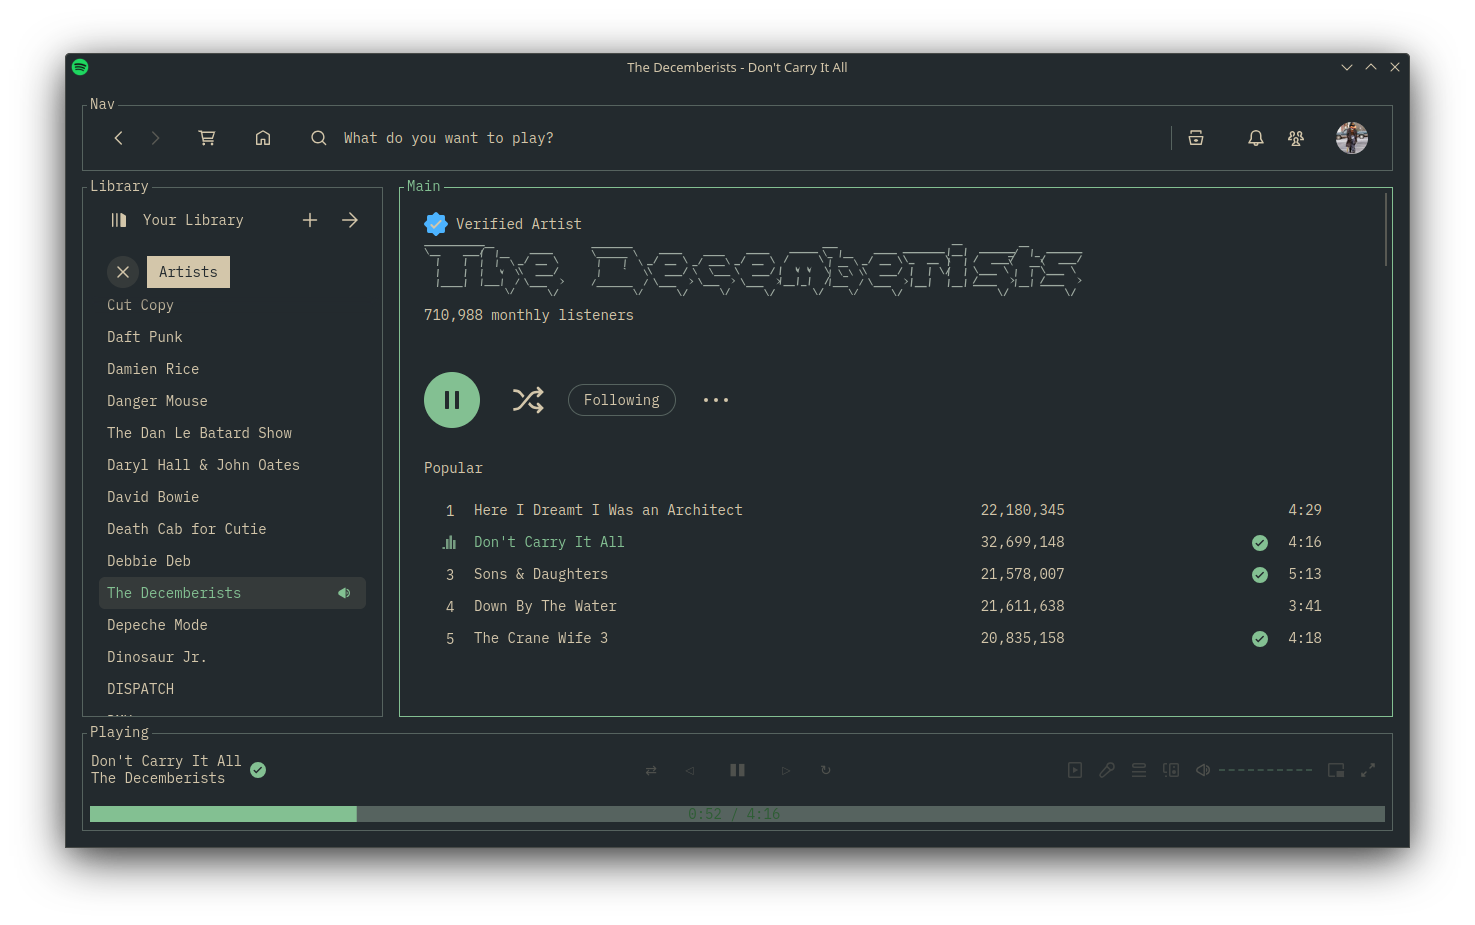 The Decemberists - Don't Carry It All
Nav
What do you want to play?
Library
Your Library
Artists
Cut Copy
Daft Punk
Damien Rice
Danger Mouse
The Dan Le Batard Show
Daryl Hall & John Oates
David Bowie
Death Cab for Cutie
Debbie Deb
The Decemberists
Depeche Mode
Dinosaur Jr.
DISPATCH
Main
Verified Artist
The Decemberists
710,988 monthly listeners
Following
Popular
1 Here I Dreamt I Was an Architect 22,180,345 4:29
Don't Carry It All 32,699,148 4:16
3 Sons & Daughters 21,578,007 5:13
4 Down By The Water 21,611,638 3:41
5 The Crane Wife 3 20,835,158 4:18
Playing
Don't Carry It All
The Decemberists
0:52 / 4:16